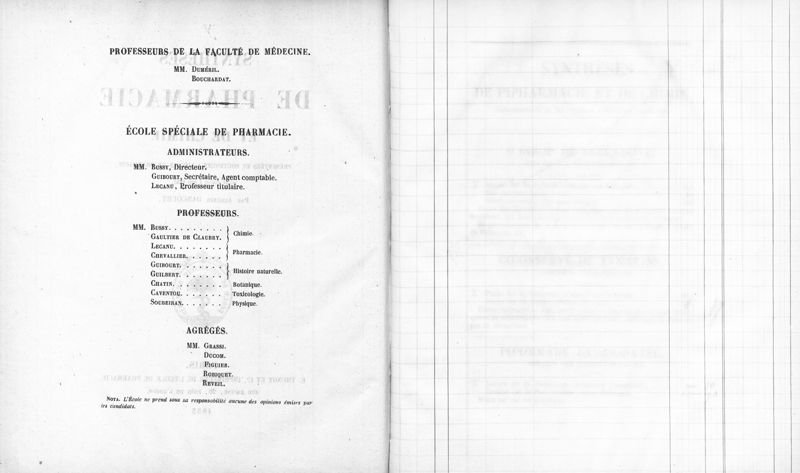 PROFESSEURS DE LA FACULTÉ DE MÉDECINE.
MM. DUMÉRIL.
BOUCHARDAT.
ÉCOLE SPÉCIALE DE PHARMACIE.
ADMINISTRATEURS.
MM. BUSSY, Directeur.
GUIBOURT, Secrétaire, Agent comptable.
LECANU, Professeur titulaire.
PROFESSEURS.
MM. BUSSY. . . . . . . . . .
GAULTIER DE CLAUBRY. } Chimie.
LECANU. . . . . . . .
CHEVALLIER. . . . . . } Pharmacie.
GUIBOURT. . . . . . .
GUILBERT. . . . . . . } Histoire naturelle.
CHATIN. . . . . . . . Botanique.
CAVENTOU. . . . . . . Toxicologie.
SOUBEIRAN. . . . . . . Physique.
AGRÉGÉS.
MM. GRASSI.
DUCOM.
FIGUIER.
ROBIQUET.
REVEIL.
NOTA. L'École ne prend sous sa responsabilité aucune des opinions émises par
les candidats.